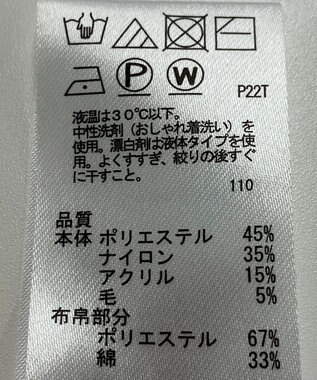 P W P22T
液温は30℃以下。
中性洗剤（おしゃれ着洗い）を
使用。漂白剤は液体タイプを使
用。よくすすぎ、絞りの後すぐ
に干すこと。
110
品質
本体 ポリエステル 45%
ナイロン 35%
アクリル 15%
毛 5%
布帛部分
ポリエステル 67%
綿 33%